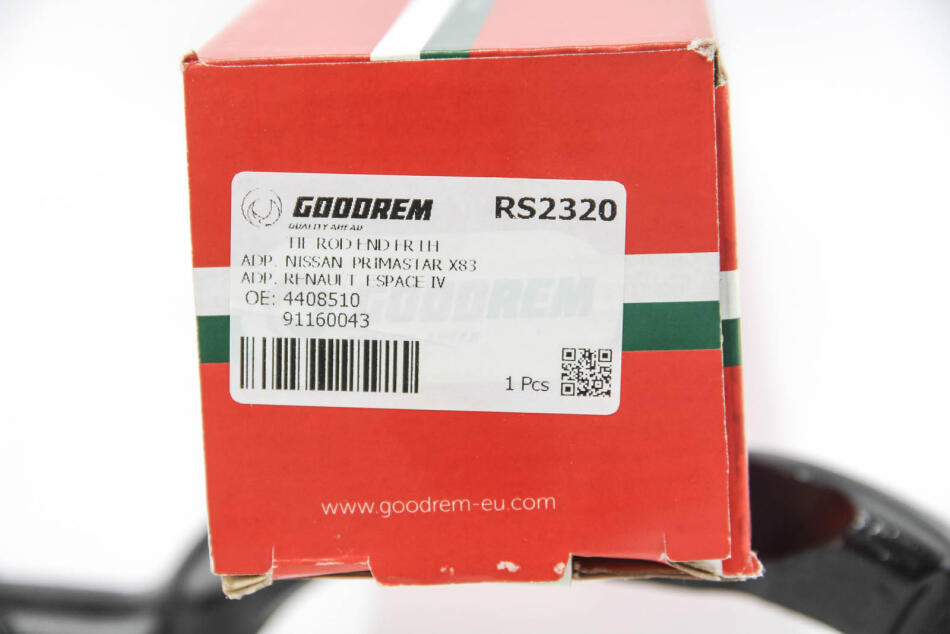 GOODREM RS2320
QUALITY AHEAD
TIE ROD END FR LH
ADP. NISSAN PRIMASTAR X83
ADP. RENAULT ESPACE IV
OE: 4408510
91160043
GOODREM
1 Pcs
www.goodrem-eu.com